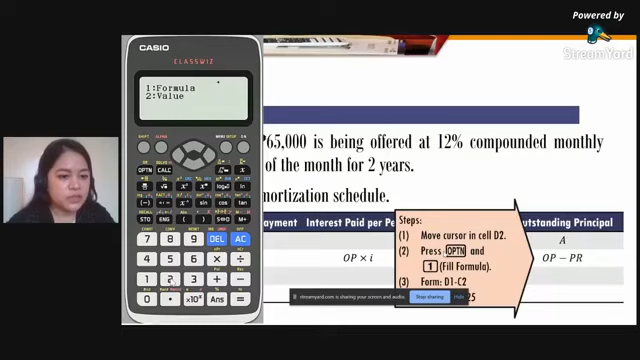 Powered by
StreamYard
CASIO
CLASSWIZ
1:Formula
2:Value
SHIFT
ALPHA
MENU SETUP
ON
OPTN CALC
x
sin cos tan
STO ENG ( ) S⇔D M+
7 8 9 DEL AC
4 5 6 × ÷
1 2 3 + −
0 • ×10ˣ Ans =
₱65,000 is being offered at 12% compounded monthly
of the month for 2 years.
mortization schedule.
ayment Interest Paid per Pe
utstanding Principal
A
OP × i
OP − PR
Steps:
(1) Move cursor in cell D2.
(2) Press OPTN and
1 (Fill Formula).
(3) Form: D1-C2
25
streamyard.com is sharing your screen and audio.
Stop sharing
Hide